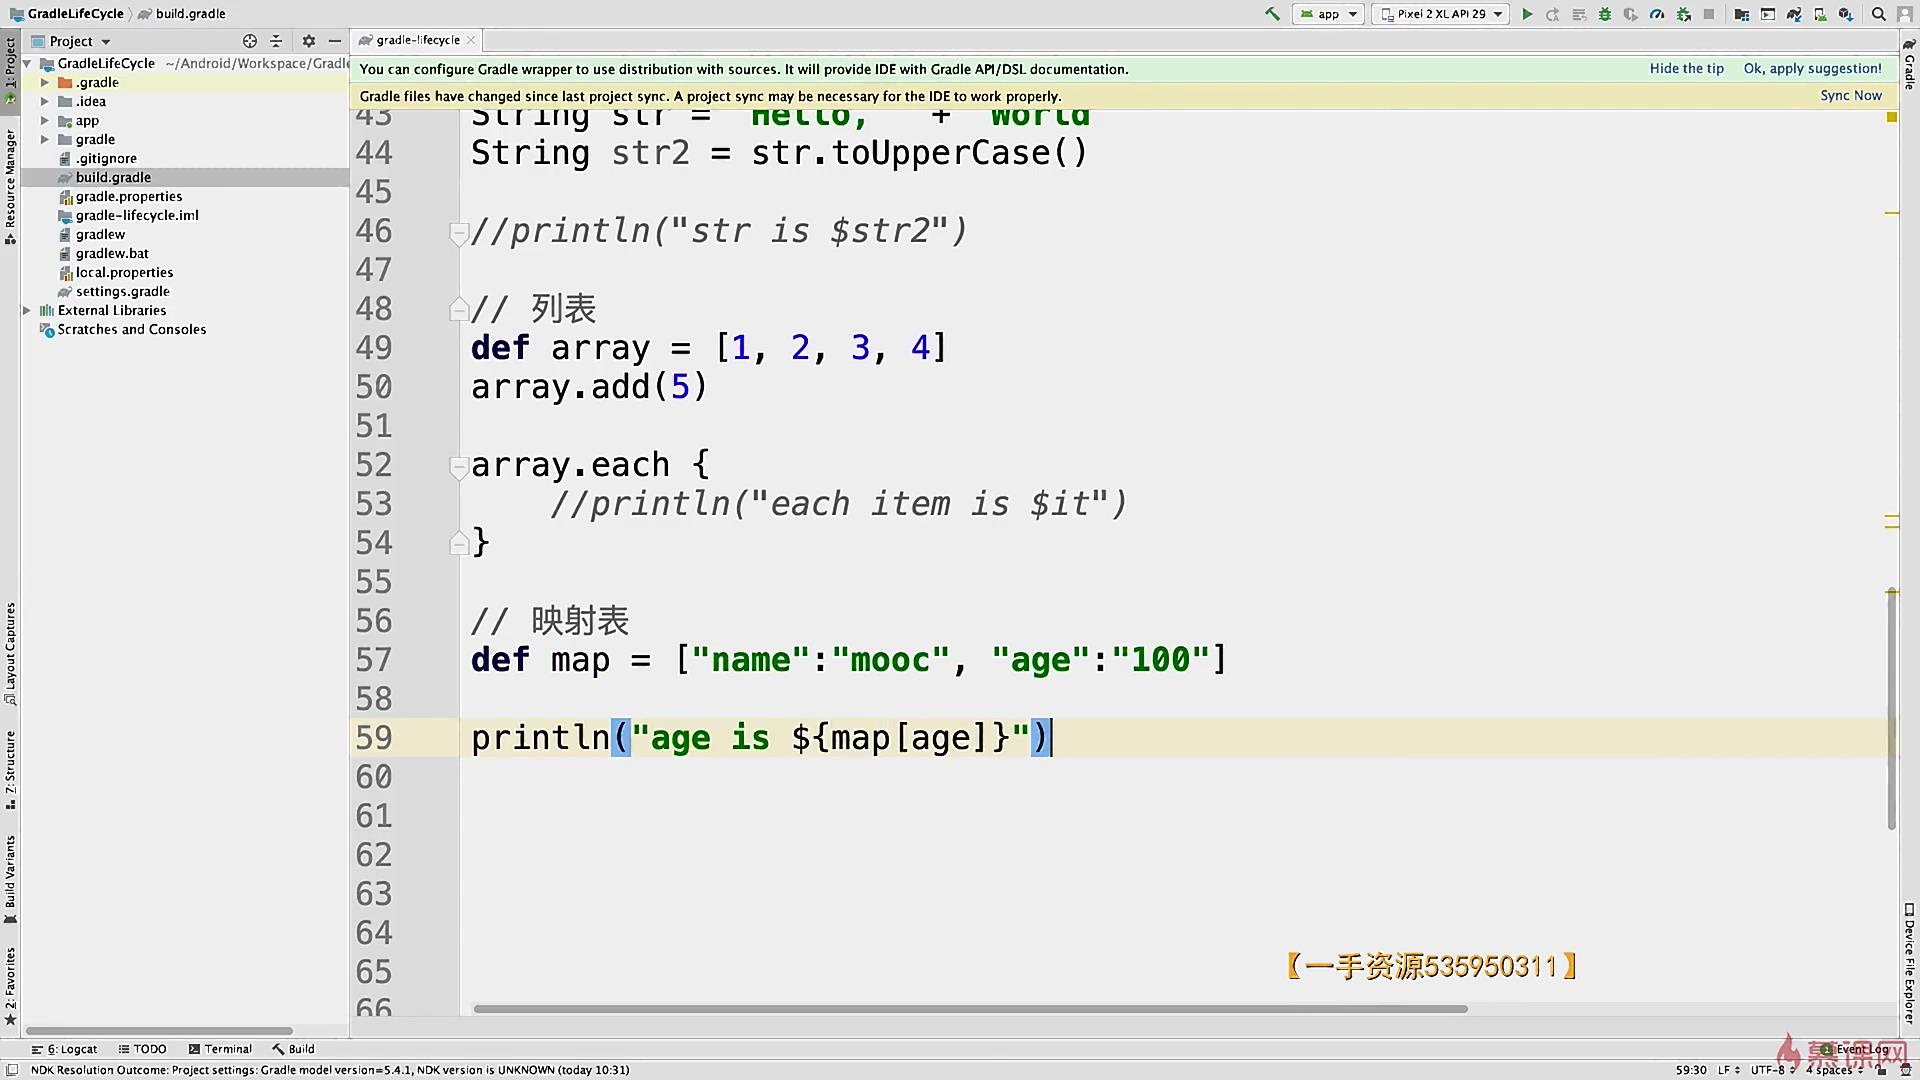 GradleLifeCycle
build.gradle
app
Pixel 2 XL API 29
1: Project
Resource Manager
Layout Captures
7: Structure
Build Variants
2: Favorites
Project
GradleLifeCycle ~/Android/Workspace/Gradle
.gradle
.idea
app
gradle
.gitignore
build.gradle
gradle.properties
gradle-lifecycle.iml
gradlew
gradlew.bat
local.properties
settings.gradle
External Libraries
Scratches and Consoles
gradle-lifecycle
You can configure Gradle wrapper to use distribution with sources. It will provide IDE with Gradle API/DSL documentation.
Hide the tip
Ok, apply suggestion!
Gradle files have changed since last project sync. A project sync may be necessary for the IDE to work properly.
Sync Now
43 String str = "Hello, " + "World"
44 String str2 = str.toUpperCase()
45
46 //println("str is $str2")
47
48 // 列表
49 def array = [1, 2, 3, 4]
50 array.add(5)
51
52 array.each {
53 //println("each item is $it")
54 }
55
56 // 映射表
57 def map = ["name":"mooc", "age":"100"]
58
59 println("age is ${map[age]}")
60
61
62
63
64
65
66
【一手资源535950311】
Gradle
Device File Explorer
6: Logcat
TODO
Terminal
Build
Event Log
慕课网
NDK Resolution Outcome: Project settings: Gradle model version=5.4.1, NDK version is UNKNOWN (today 10:31)
59:30 LF UTF-8 4 spaces